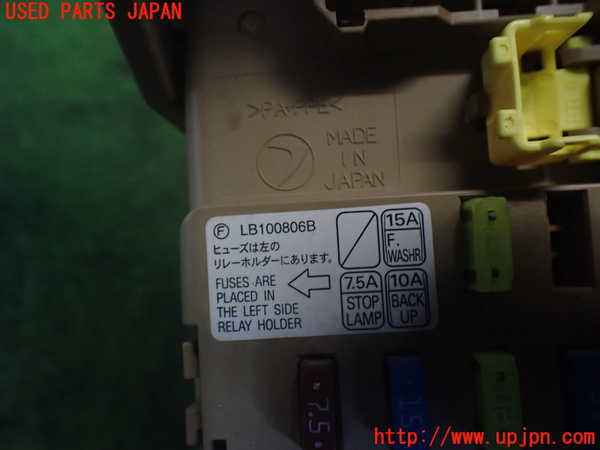 USED PARTS JAPAN
>PA+PPE<
MADE
IN
JAPAN
Ⓕ LB100806B
ヒューズは左の
リレーホルダーにあります。
FUSES ARE
PLACED IN
THE LEFT SIDE
RELAY HOLDER
15A
F.
WASHR
7.5A
STOP
LAMP
10A
BACK
UP
7.5
15
(C)Ujpauto
www.upjpn.com